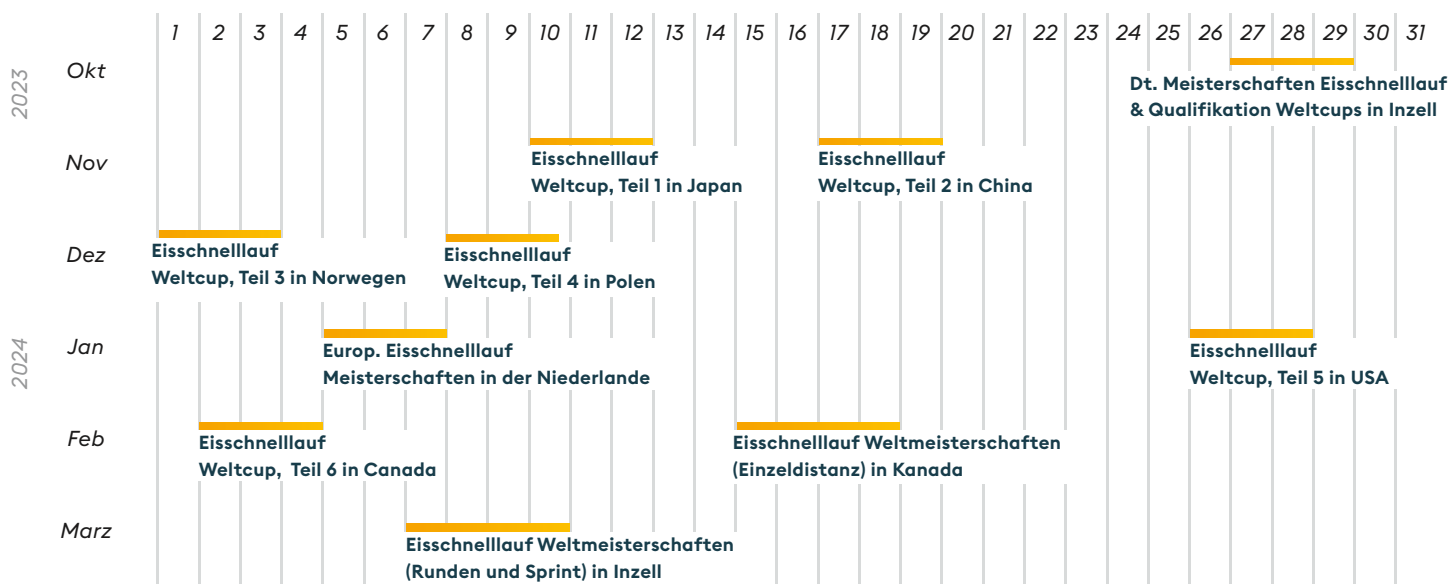 1 2 3 4 5 6 7 8 9 10 11 12 13 14 15 16 17 18 19 20 21 22 23 24 25 26 27 28 29 30 31
2023
Okt
Dt. Meisterschaften Eisschnelllauf
& Qualifikation Weltcups in Inzell
Nov
Eisschnelllauf
Weltcup, Teil 1 in Japan
Eisschnelllauf
Weltcup, Teil 2 in China
Dez
Eisschnelllauf
Weltcup, Teil 3 in Norwegen
Eisschnelllauf
Weltcup, Teil 4 in Polen
2024
Jan
Europ. Eisschnelllauf
Meisterschaften in der Niederlande
Eisschnelllauf
Weltcup, Teil 5 in USA
Feb
Eisschnelllauf
Weltcup, Teil 6 in Canada
Eisschnelllauf Weltmeisterschaften
(Einzeldistanz) in Kanada
Marz
Eisschnelllauf Weltmeisterschaften
(Runden und Sprint) in Inzell